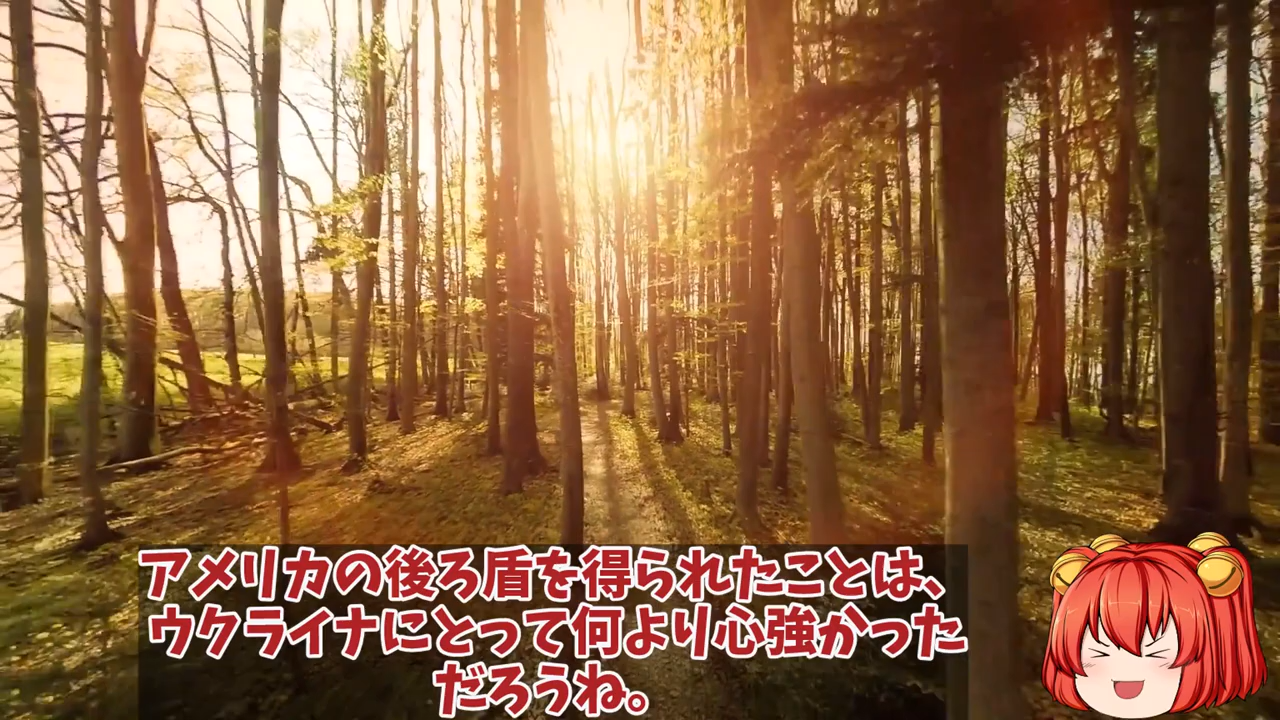 アメリカの後ろ盾を得られたことは、
ウクライナにとって何より心強かった
だろうね。